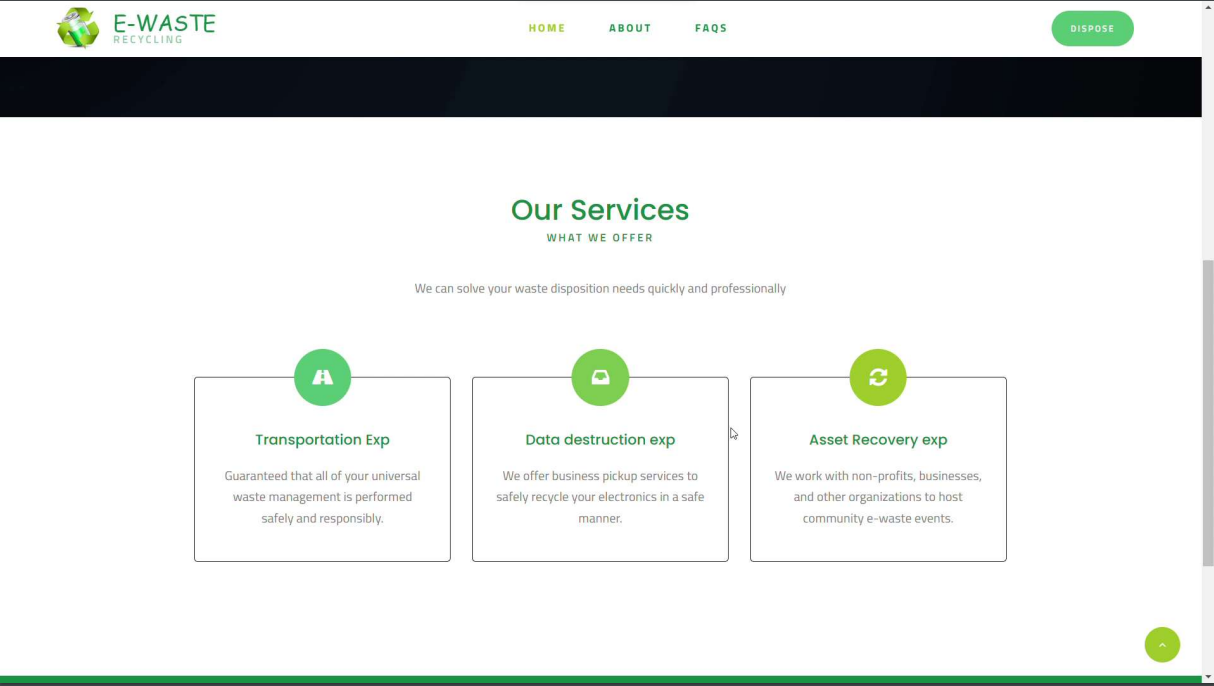 E-WASTE
RECYCLING
HOME
ABOUT
FAQS
DISPOSE
Our Services
WHAT WE OFFER
We can solve your waste disposition needs quickly and professionally
Transportation Exp
Guaranteed that all of your universal
waste management is performed
safely and responsibly.
Data destruction exp
We offer business pickup services to
safely recycle your electronics in a safe
manner.
Asset Recovery exp
We work with non-profits, businesses,
and other organizations to host
community e-waste events.